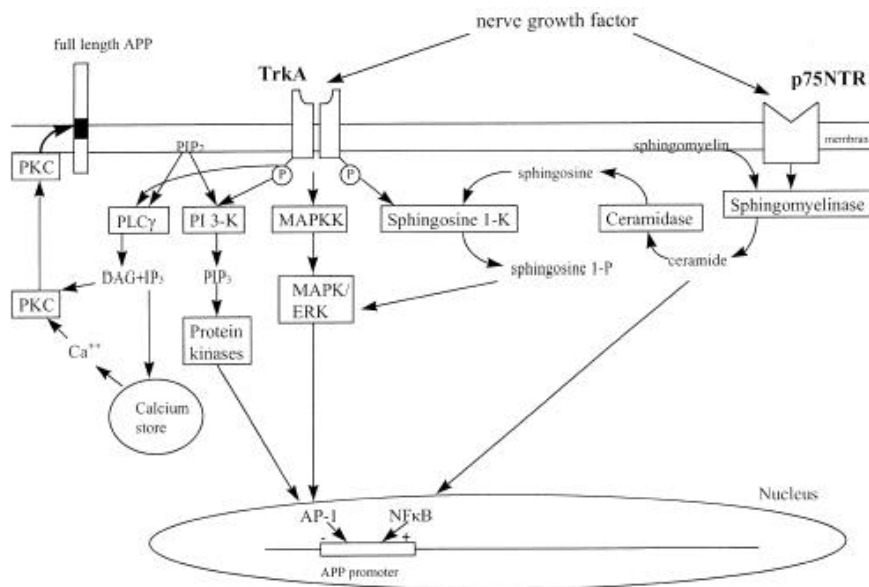 nerve growth factor
full length APP
TrkA
p75NTR
PIP₂
sphingomyelin
membran
PKC
P
P
sphingosine
PLCγ
PI 3-K
MAPKK
Sphingosine 1-K
Ceramidase
Sphingomyelinase
DAG+IP₃
PIP₃
sphingosine 1-P
ceramide
PKC
MAPK/
ERK
Protein
kinases
Ca⁺⁺
Calcium
store
Nucleus
AP-1
NFκB
-
+
APP promoter